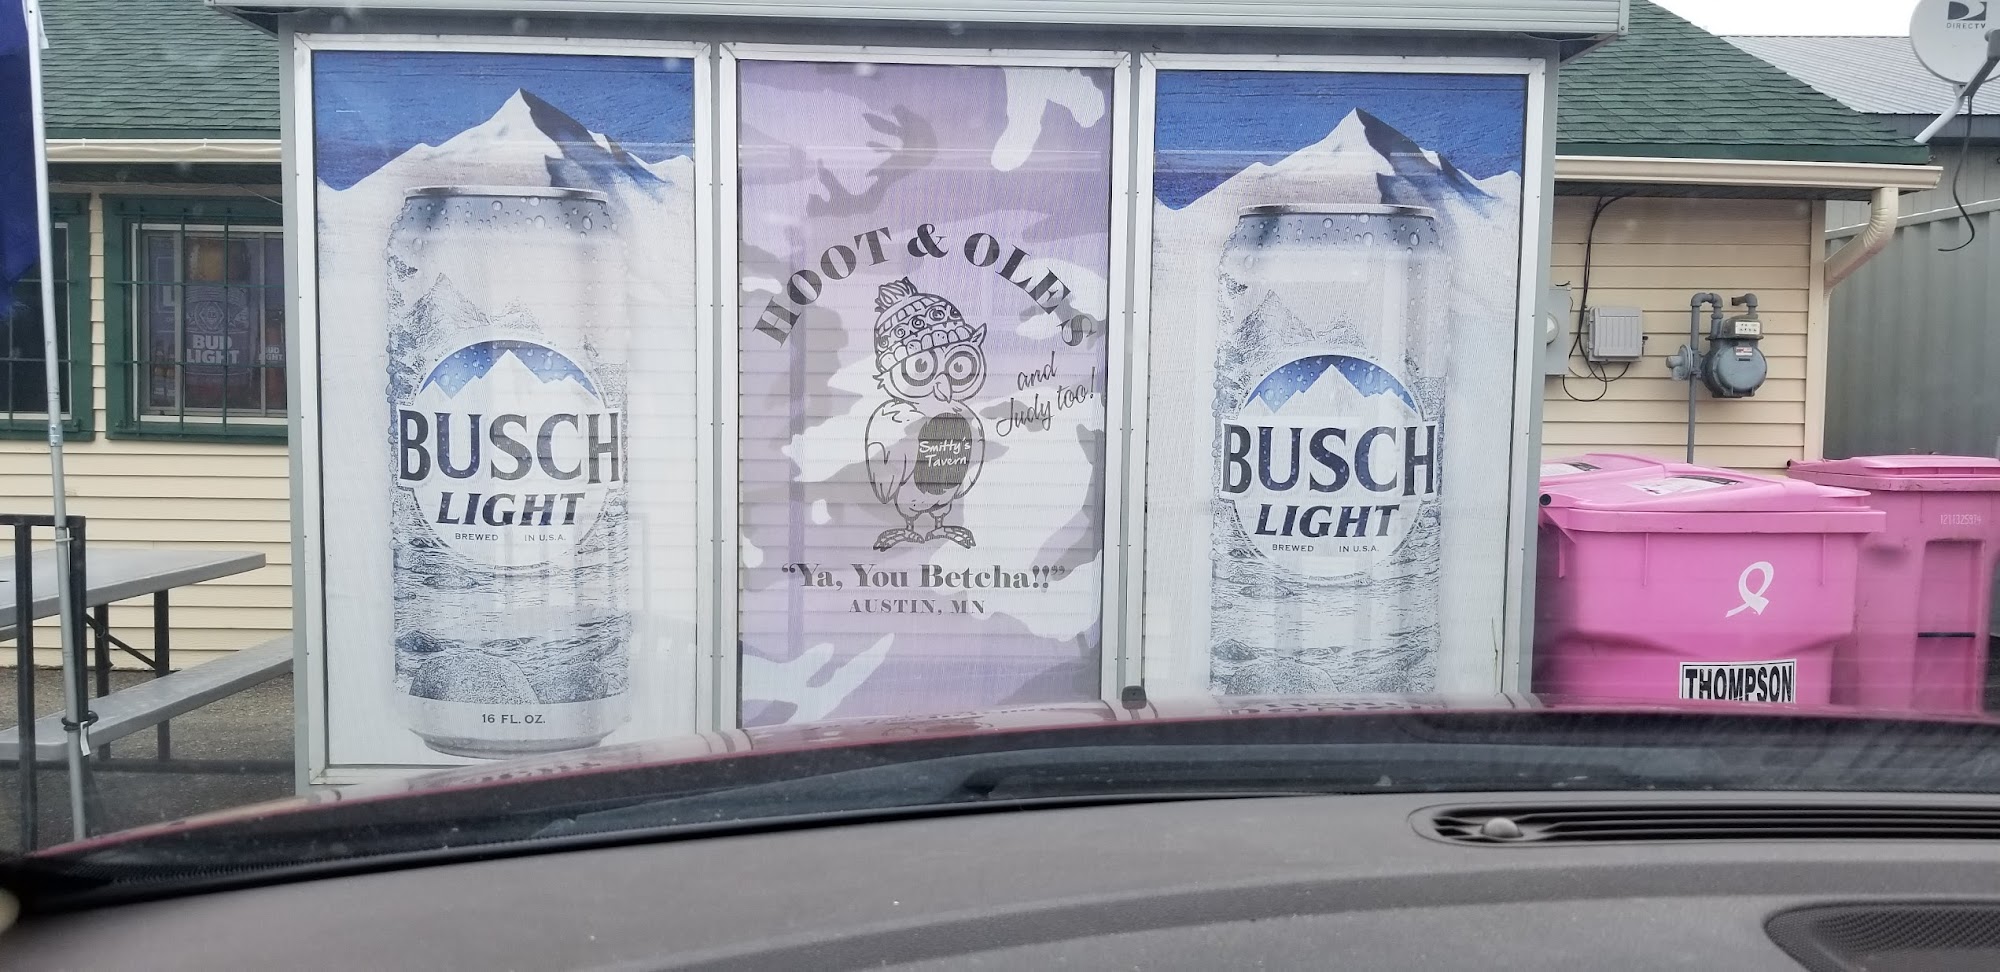 DIRECTV
BUD
LIGHT
BUSCH
LIGHT
BREWED IN U.S.A.
16 FL. OZ.
HOOT & OLE'S
and
Judy too!
Smitty's
Tavern
"Ya, You Betcha!!"
AUSTIN, MN
BUSCH
LIGHT
BREWED IN U.S.A.
THOMPSON